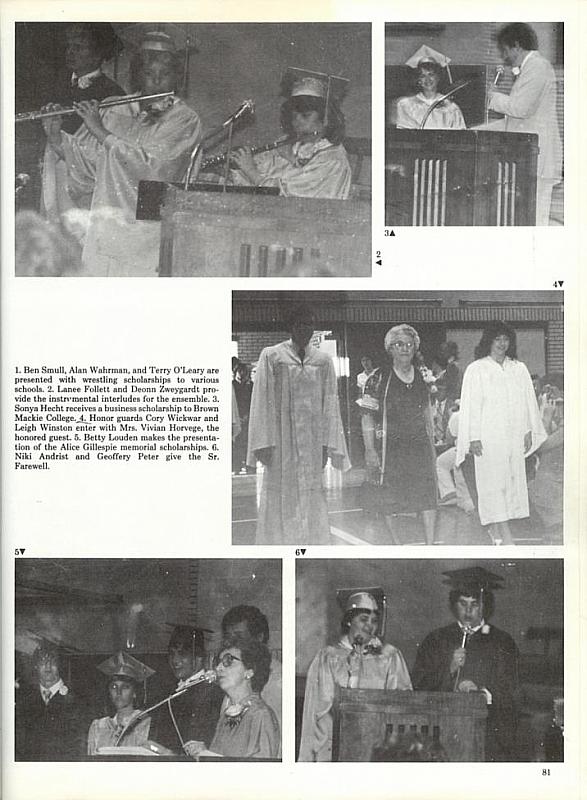 3▲
2
◀
4▼
1. Ben Smull, Alan Wahrman, and Terry O'Leary are
presented with wrestling scholarships to various
schools. 2. Lanee Follett and Deonn Zweygardt pro-
vide the instrvmental interludes for the ensemble. 3.
Sonya Hecht receives a business scholarship to Brown
Mackie College. 4. Honor guards Cory Wickwar and
Leigh Winston enter with Mrs. Vivian Horvege, the
honored guest. 5. Betty Louden makes the presenta-
tion of the Alice Gillespie memorial scholarships. 6.
Niki Andrist and Geoffery Peter give the Sr.
Farewell.
5▼
6▼
81